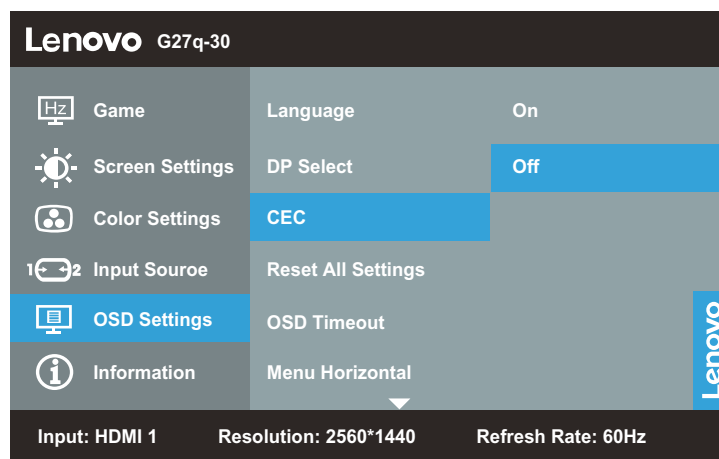 Lenovo G27q-30
Game
Language
On
Screen Settings
DP Select
Off
Color Settings
CEC
1 2 Input Souroe
Reset All Settings
OSD Settings
OSD Timeout
Information
Menu Horizontal
Lenovo
Input: HDMI 1 Resolution: 2560*1440 Refresh Rate: 60Hz